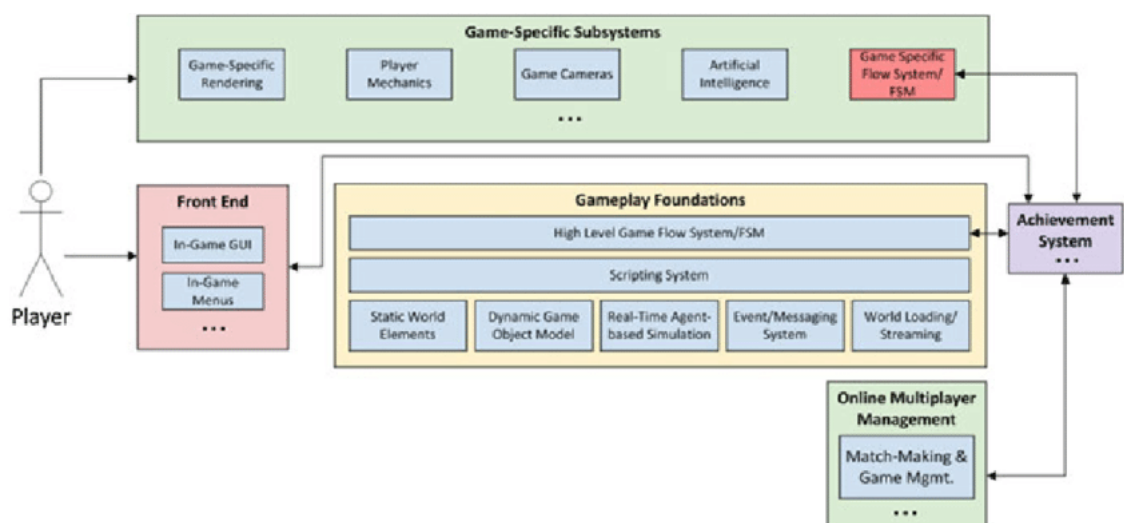 Game-Specific Subsystems
Game-Specific
Rendering
Player
Mechanics
Game Cameras
Artificial
Intelligence
Game Specific
Flow System/
FSM
...
Player
Front End
In-Game GUI
In-Game
Menus
...
Gameplay Foundations
High Level Game Flow System/FSM
Scripting System
Static World
Elements
Dynamic Game
Object Model
Real-Time Agent-
based Simulation
Event/Messaging
System
World Loading/
Streaming
Achievement
System
...
Online Multiplayer
Management
Match-Making &
Game Mgmt.
...